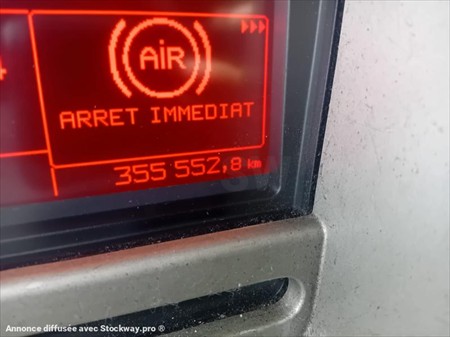 AiR
ARRET IMMEDIAT
355 552,8 km
Annonce diffusée avec Stockway.pro ®